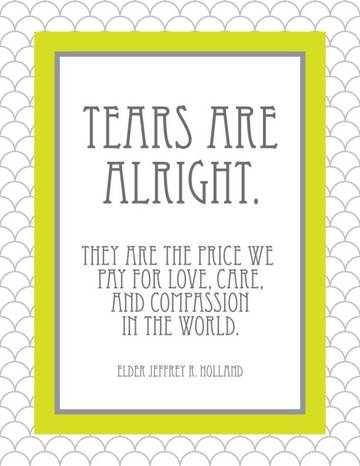 TEARS ARE
ALRIGHT.
THEY ARE THE PRICE WE
PAY FOR LOVE, CARE,
AND COMPASSION
IN THE WORLD.
ELDER JEFFREY R. HOLLAND